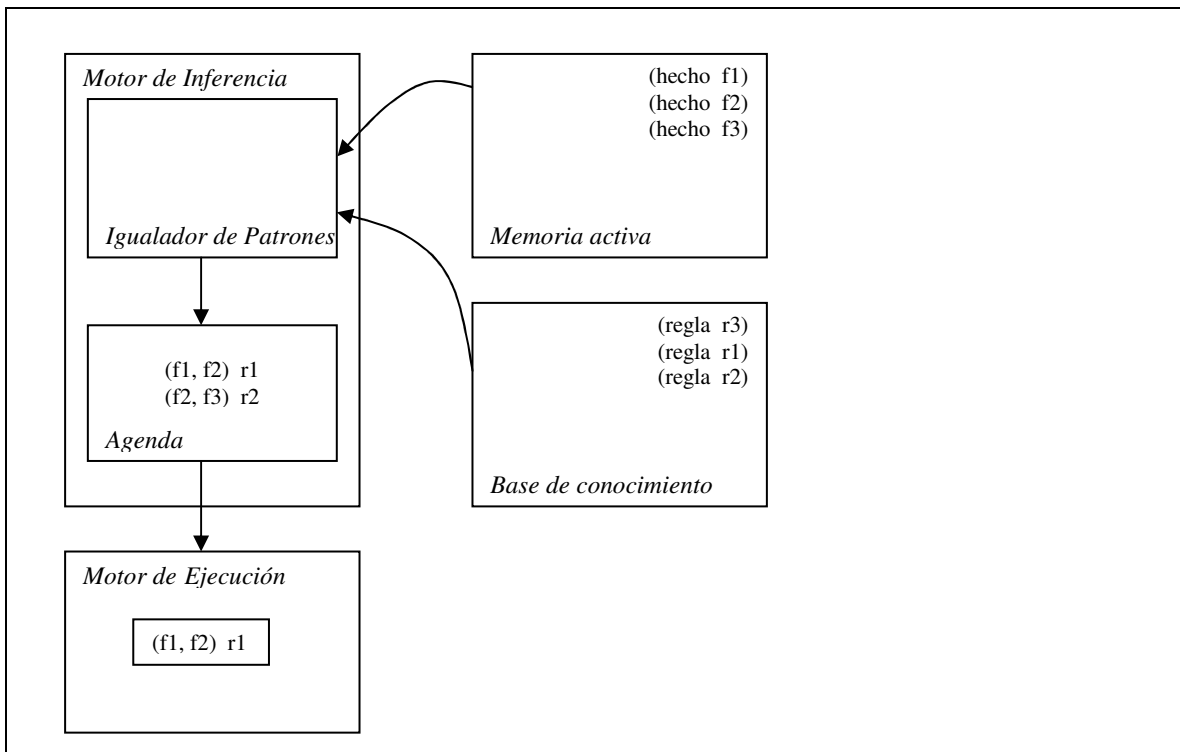 Motor de Inferencia
Igualador de Patrones
(hecho f1)
(hecho f2)
(hecho f3)
Memoria activa
(f1, f2) r1
(f2, f3) r2
Agenda
(regla r3)
(regla r1)
(regla r2)
Base de conocimiento
Motor de Ejecución
(f1, f2) r1